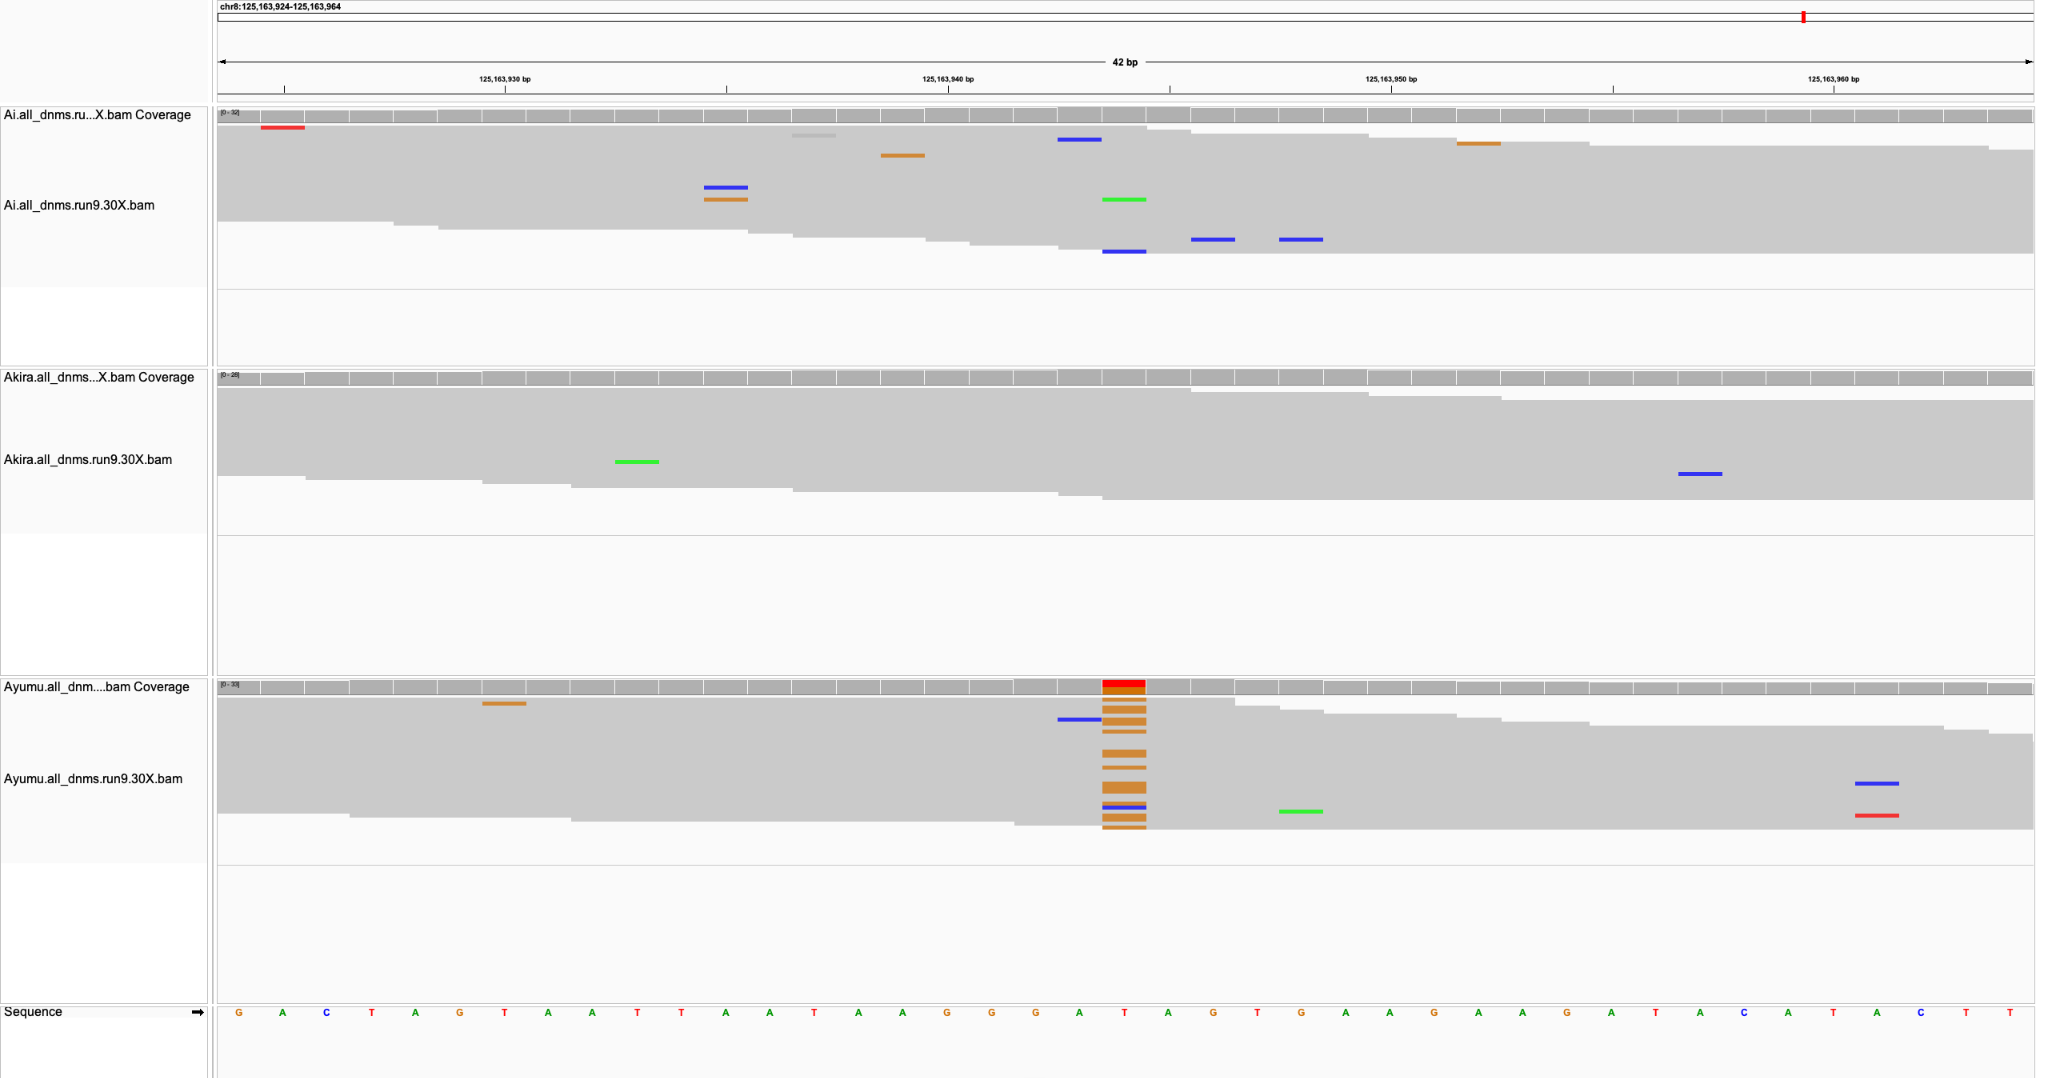 chr8:125,163,924-125,163,964
42 bp
125,163,930 bp 125,163,940 bp 125,163,950 bp 125,163,960 bp
Ai.all_dnms.ru...X.bam Coverage
[0 - 32]
Ai.all_dnms.run9.30X.bam
Akira.all_dnms...X.bam Coverage
[0 - 28]
Akira.all_dnms.run9.30X.bam
Ayumu.all_dnm....bam Coverage
[0 - 33]
Ayumu.all_dnms.run9.30X.bam
Sequence
G A C T A G T A A T T A A T A A G G G A T A G T G A A G A A G A T A C A T A C T T